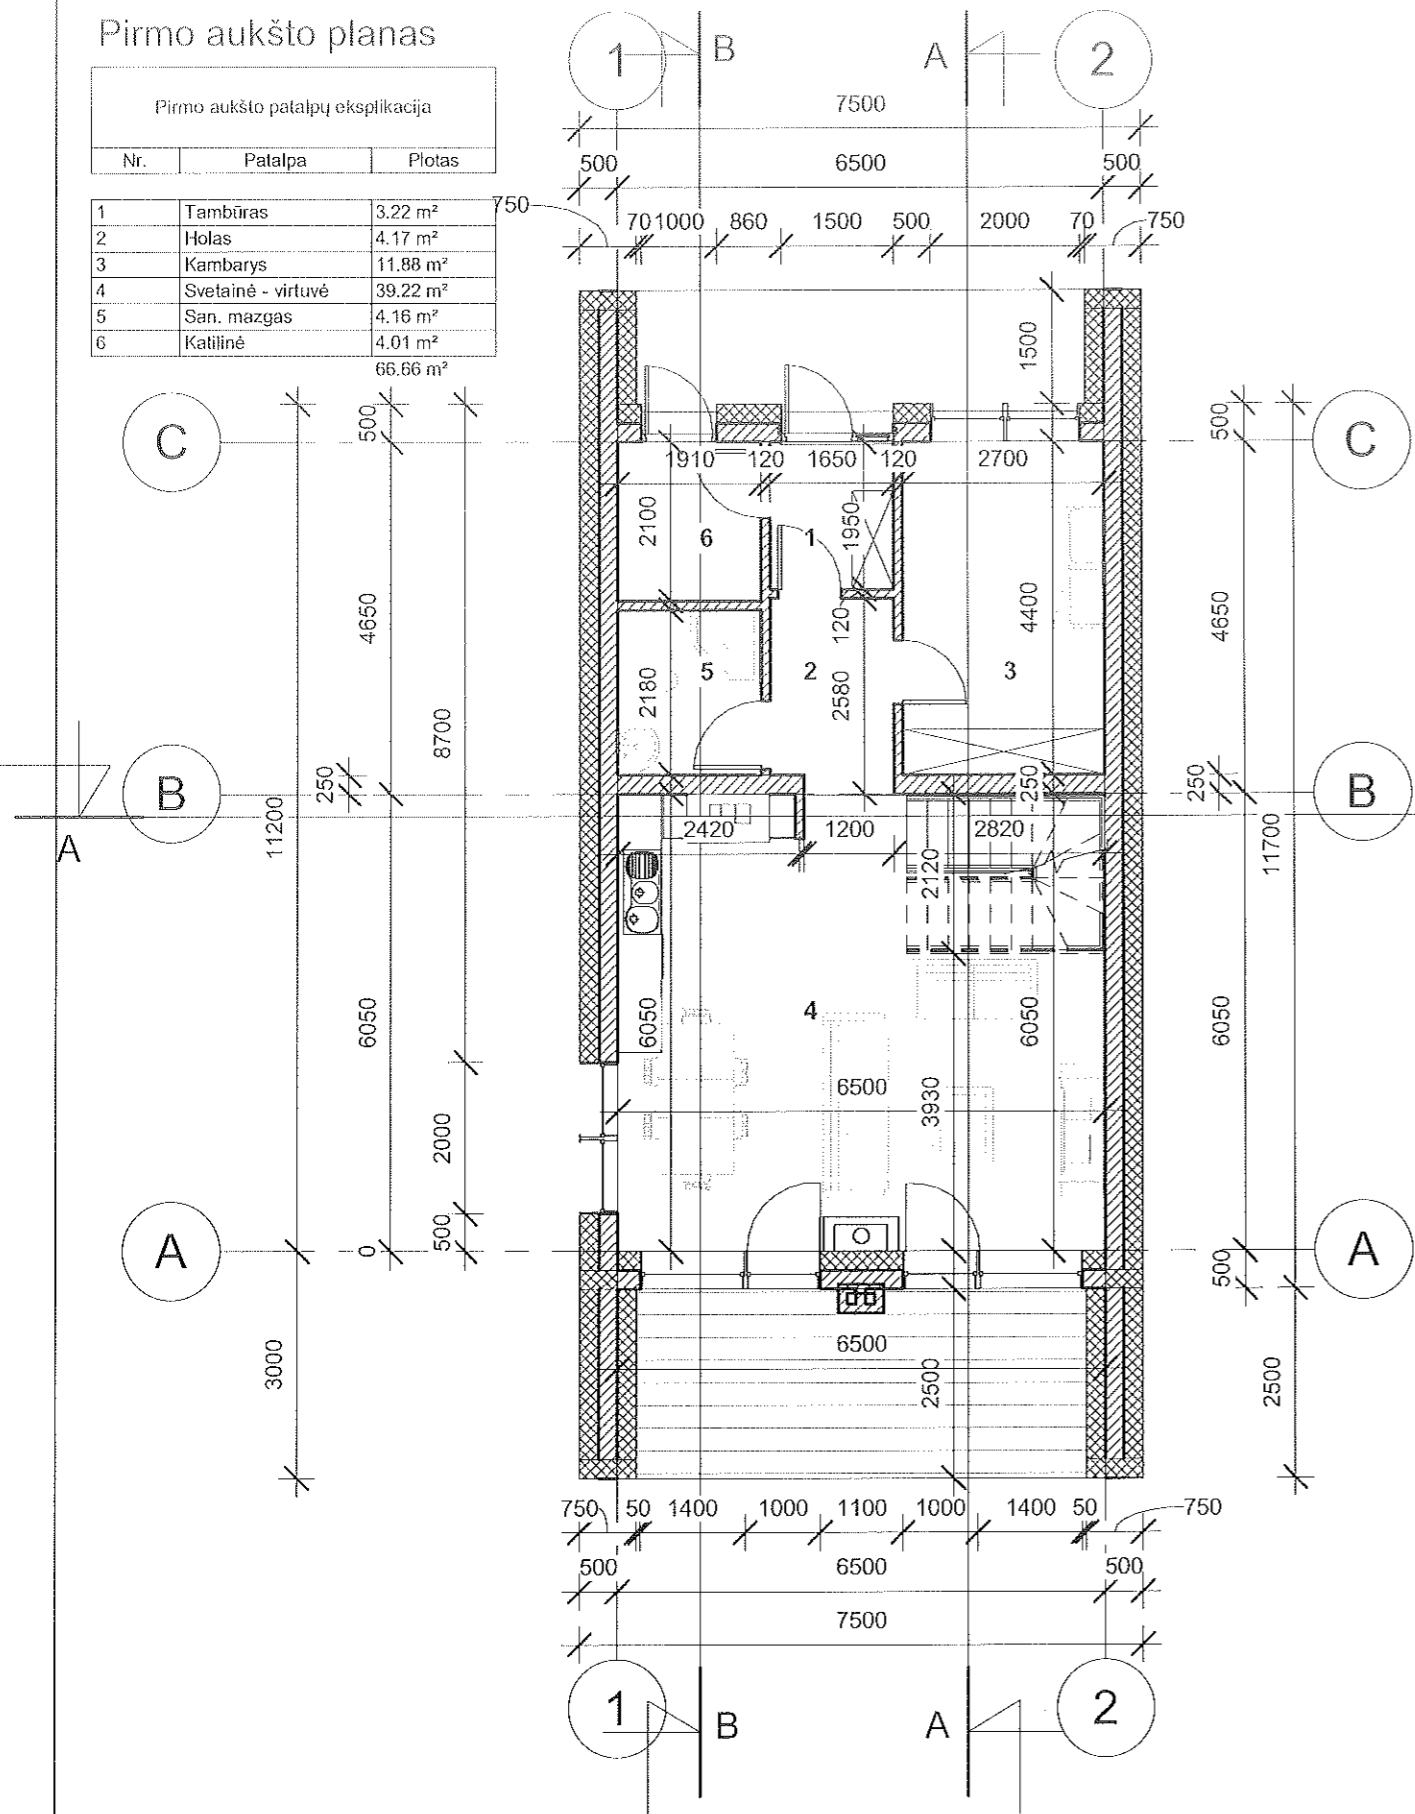 Pirmo aukšto planas
Pirmo aukšto patalpų eksplikacija
Nr. Patalpa Plotas
1 Tambūras 3.22 m²
2 Holas 4.17 m²
3 Kambarys 11.88 m²
4 Svetainė - virtuvė 39.22 m²
5 San. mazgas 4.16 m²
6 Katilinė 4.01 m²
66.66 m²
1 B A 2
7500
500 6500 500
750 70 1000 860 1500 500 2000 70 750
1500
C 500 500 C
1910 120 1650 120 2700
2100 6 1 1950
4650 120 4400 4650
2180 5 2 2580 3
8700
B 250 250 250 B
A 11200 2420 1200 2820 11700
2120
6050 6050 4 6050 6050
6500 3930
2000
A 0 500 500 A
3000 6500 2500 2500
750 50 1400 1000 1100 1000 1400 50 750
500 6500 500
7500
1 B A 2